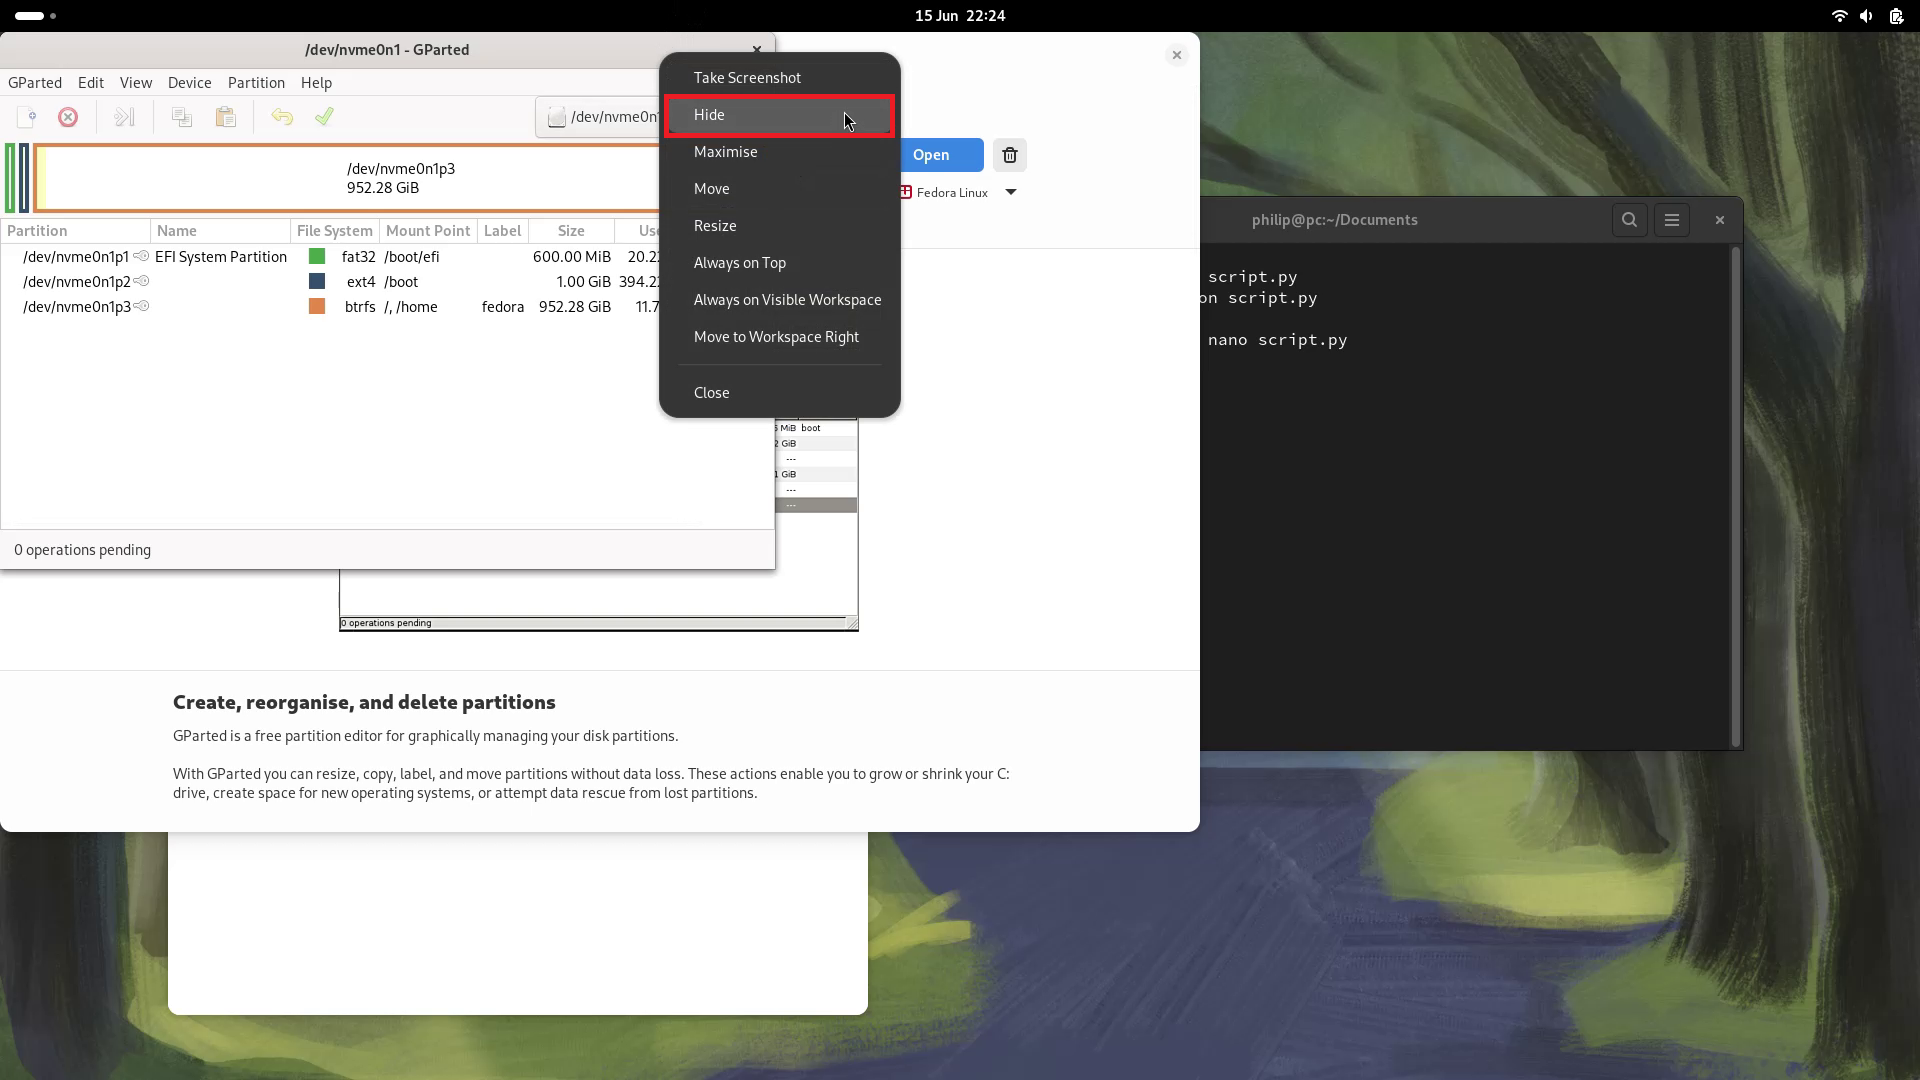 15 Jun 22:24
/dev/nvme0n1 - GParted
GParted Edit View Device Partition Help
/dev/nvme0n
/dev/nvme0n1p3
952.28 GiB
Partition Name File System Mount Point Label Size
/dev/nvme0n1p1 EFI System Partition fat32 /boot/efi 600.00 MiB
/dev/nvme0n1p2 ext4 /boot 1.00 GiB
/dev/nvme0n1p3 btrfs /, /home fedora 952.28 GiB
0 operations pending
Take Screenshot
Hide
Maximise
Move
Resize
Always on Top
Always on Visible Workspace
Move to Workspace Right
Close
Open
Fedora Linux
MiB boot
GiB
---
GiB
---
---
0 operations pending
Create, reorganise, and delete partitions
GParted is a free partition editor for graphically managing your disk partitions.
With GParted you can resize, copy, label, and move partitions without data loss. These actions enable you to grow or shrink your C:
drive, create space for new operating systems, or attempt data rescue from lost partitions.
philip@pc:~/Documents
script.py
on script.py
nano script.py